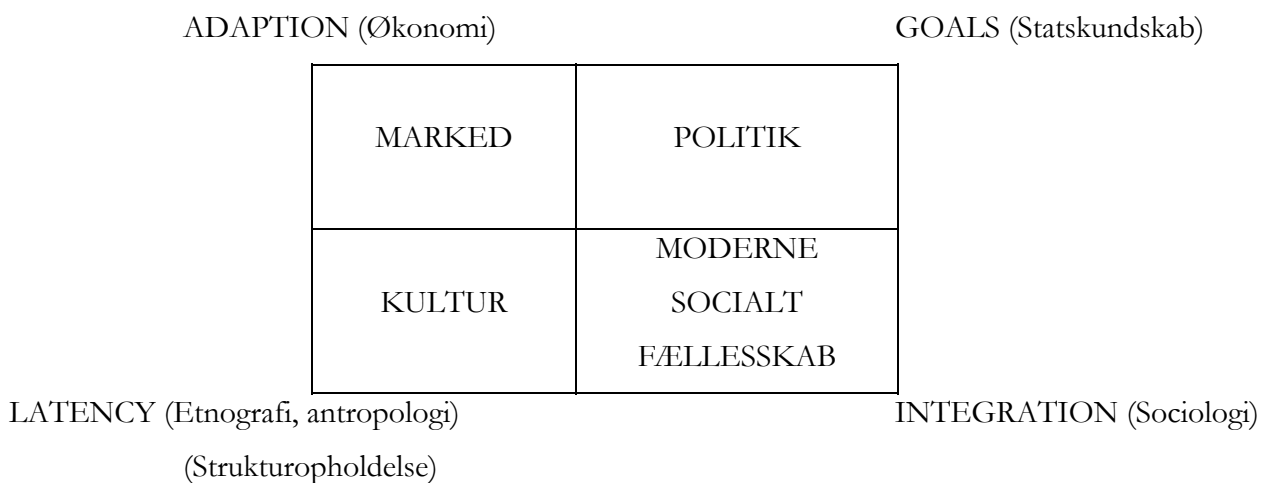 ADAPTION (Økonomi)
GOALS (Statskundskab)
MARKED
POLITIK
KULTUR
MODERNE
SOCIALT
FÆLLESSKAB
LATENCY (Etnografi, antropologi)
INTEGRATION (Sociologi)
(Strukturopholdelse)